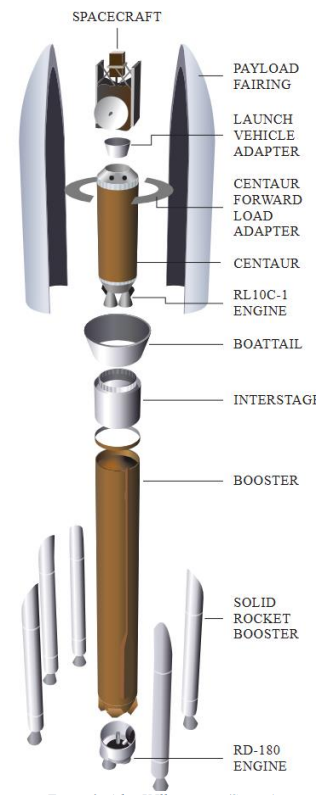 SPACECRAFT
PAYLOAD
FAIRING
LAUNCH
VEHICLE
ADAPTER
CENTAUR
FORWARD
LOAD
ADAPTER
CENTAUR
RL10C-1
ENGINE
BOATTAIL
INTERSTAGE
BOOSTER
SOLID
ROCKET
BOOSTER
RD-180
ENGINE